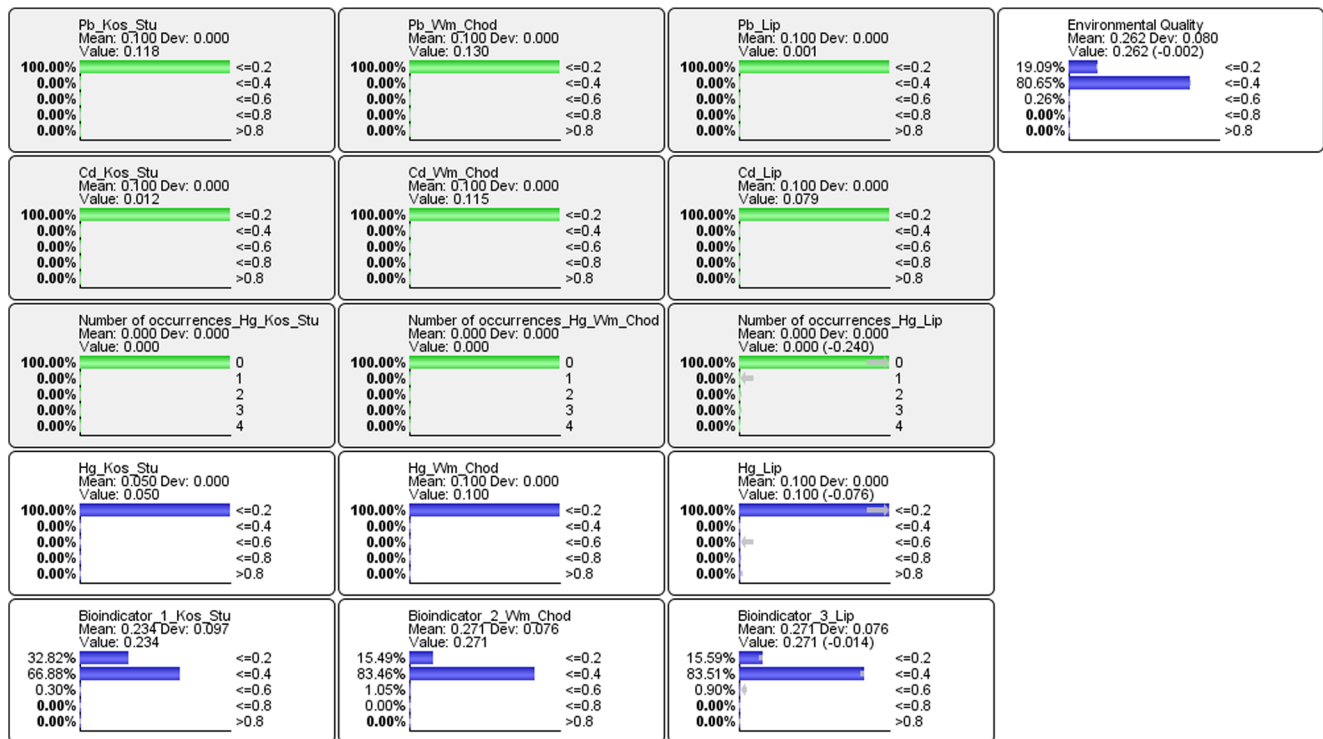 Pb_Kos_Stu
Mean: 0.100 Dev: 0.000
Value: 0.118
100.00% <=0.2
0.00% <=0.4
0.00% <=0.6
0.00% <=0.8
0.00% >0.8
Pb_Wm_Chod
Mean: 0.100 Dev: 0.000
Value: 0.130
100.00% <=0.2
0.00% <=0.4
0.00% <=0.6
0.00% <=0.8
0.00% >0.8
Pb_Lip
Mean: 0.100 Dev: 0.000
Value: 0.001
100.00% <=0.2
0.00% <=0.4
0.00% <=0.6
0.00% <=0.8
0.00% >0.8
Environmental Quality
Mean: 0.262 Dev: 0.080
Value: 0.262 (-0.002)
19.09% <=0.2
80.65% <=0.4
0.26% <=0.6
0.00% <=0.8
0.00% >0.8
Cd_Kos_Stu
Mean: 0.100 Dev: 0.000
Value: 0.012
100.00% <=0.2
0.00% <=0.4
0.00% <=0.6
0.00% <=0.8
0.00% >0.8
Cd_Wm_Chod
Mean: 0.100 Dev: 0.000
Value: 0.115
100.00% <=0.2
0.00% <=0.4
0.00% <=0.6
0.00% <=0.8
0.00% >0.8
Cd_Lip
Mean: 0.100 Dev: 0.000
Value: 0.079
100.00% <=0.2
0.00% <=0.4
0.00% <=0.6
0.00% <=0.8
0.00% >0.8
Number of occurrences_Hg_Kos_Stu
Mean: 0.000 Dev: 0.000
Value: 0.000
100.00% 0
0.00% 1
0.00% 2
0.00% 3
0.00% 4
Number of occurrences_Hg_Wm_Chod
Mean: 0.000 Dev: 0.000
Value: 0.000
100.00% 0
0.00% 1
0.00% 2
0.00% 3
0.00% 4
Number of occurrences_Hg_Lip
Mean: 0.000 Dev: 0.000
Value: 0.000 (-0.240)
100.00% 0
0.00% 1
0.00% 2
0.00% 3
0.00% 4
Hg_Kos_Stu
Mean: 0.050 Dev: 0.000
Value: 0.050
100.00% <=0.2
0.00% <=0.4
0.00% <=0.6
0.00% <=0.8
0.00% >0.8
Hg_Wm_Chod
Mean: 0.100 Dev: 0.000
Value: 0.100
100.00% <=0.2
0.00% <=0.4
0.00% <=0.6
0.00% <=0.8
0.00% >0.8
Hg_Lip
Mean: 0.100 Dev: 0.000
Value: 0.100 (-0.076)
100.00% <=0.2
0.00% <=0.4
0.00% <=0.6
0.00% <=0.8
0.00% >0.8
Bioindicator_1_Kos_Stu
Mean: 0.234 Dev: 0.097
Value: 0.234
32.82% <=0.2
66.88% <=0.4
0.30% <=0.6
0.00% <=0.8
0.00% >0.8
Bioindicator_2_Wm_Chod
Mean: 0.271 Dev: 0.076
Value: 0.271
15.49% <=0.2
83.46% <=0.4
1.05% <=0.6
0.00% <=0.8
0.00% >0.8
Bioindicator_3_Lip
Mean: 0.271 Dev: 0.076
Value: 0.271 (-0.014)
15.59% <=0.2
83.51% <=0.4
0.90% <=0.6
0.00% <=0.8
0.00% >0.8